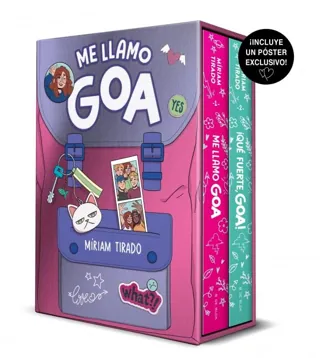 ME LLAMO
GOA
YES
MÍRIAM TIRADO
Goa
what?!
¡INCLUYE
UN PÓSTER
EXCLUSIVO!
MÍRIAM
TIRADO
ME LLAMO GOA
MÍRIAM
TIRADO
¡QUÉ FUERTE, GOA!